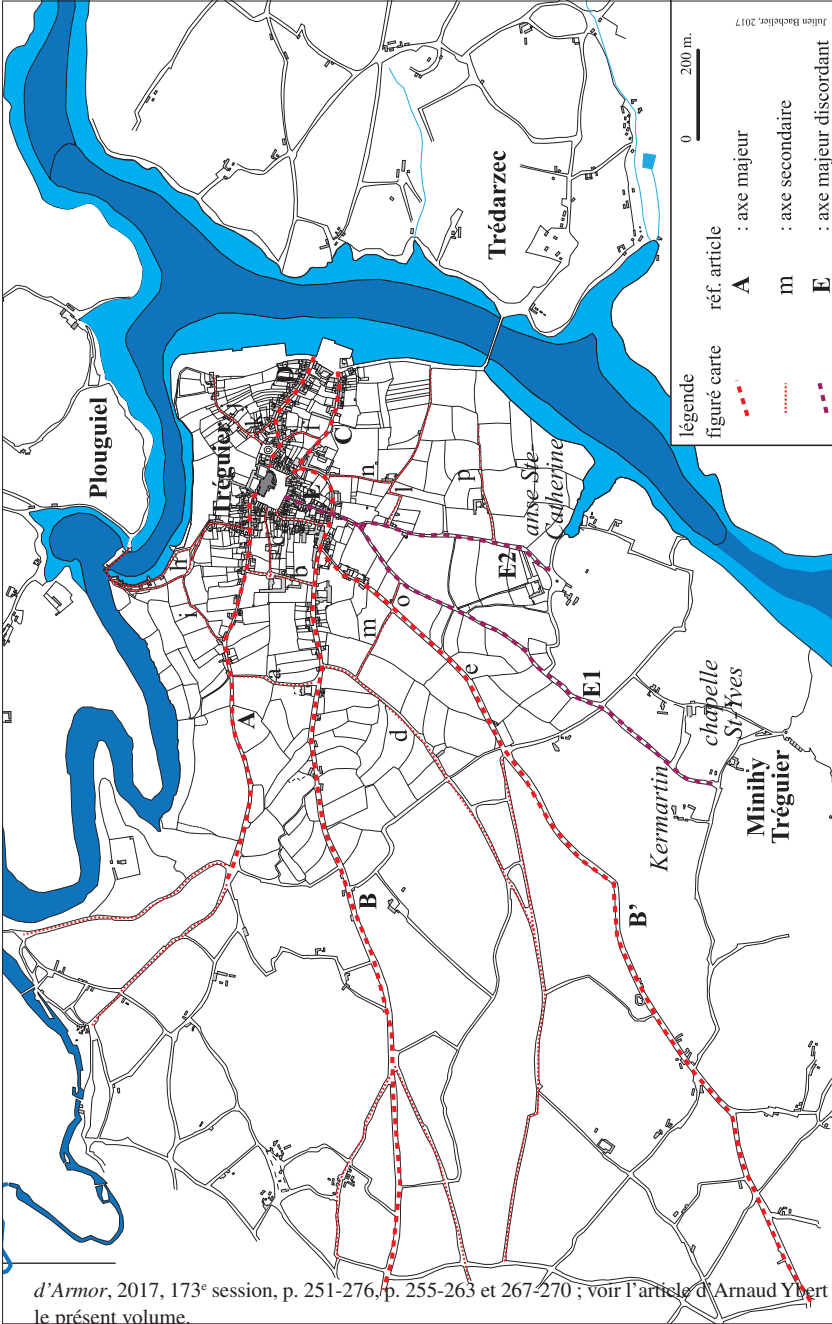 Plouguiel
Tréguier
Trédarzec
h
i
f
C
c
b
n
l
p
anse Ste
Catherine
E2
o
m
a
A
e
E1
d
chapelle
St-Yves
Kermartin
Minihy
Tréguier
B
B'
légende
figuré carte
réf. article
A : axe majeur
m : axe secondaire
E : axe majeur discordant
0 200 m.
Julien Bachelier, 2017
d'Armor, 2017, 173e session, p. 251-276, p. 255-263 et 267-270 ; voir l'article d'Arnaud Ybert
le présent volume.